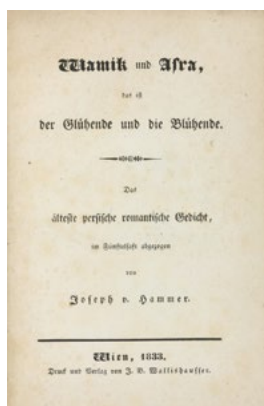 Wamik und Asra,
das ist
der Glühende und die Blühende.
Das
älteste persische romantische Gedicht,
im Fünftelsafe abgezogen
von
Joseph v. Hammer.
Wien, 1833.
Druck und Verlag von J. P. Wallishausser.